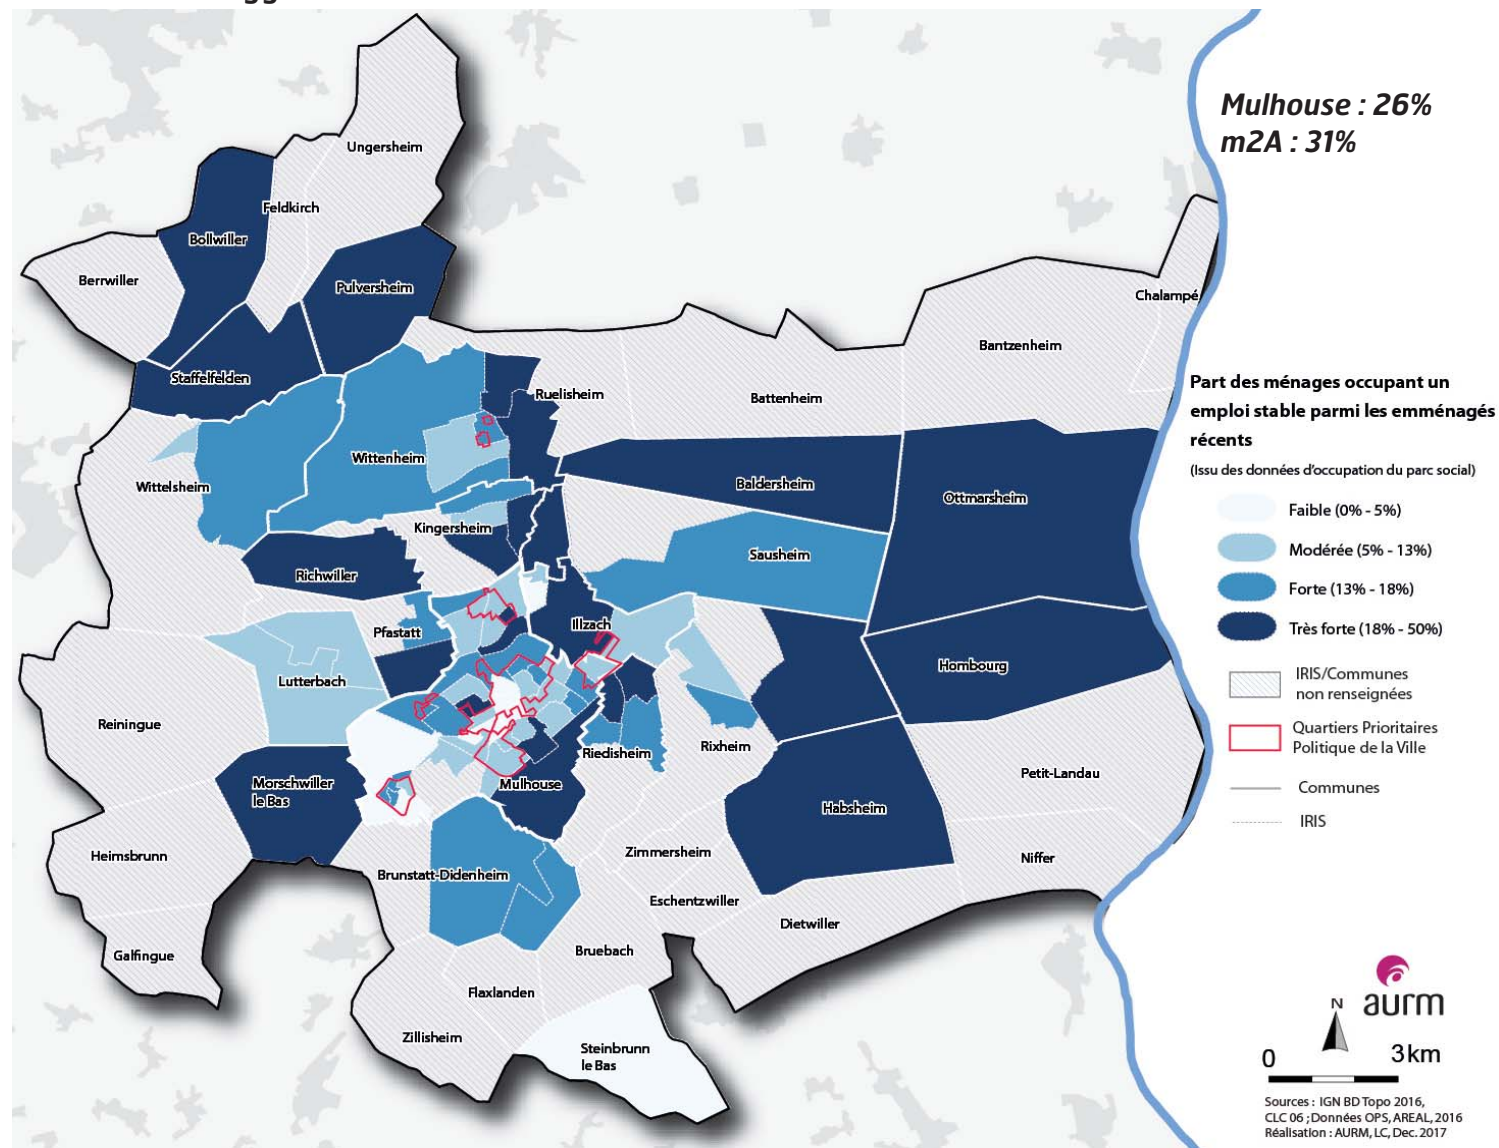 Mulhouse : 26%
m2A : 31%
Ungersheim
Feldkirch
Bollwiller
Berrwiller
Pulversheim
Chalampé
Bantzenheim
Staffelfelden
Ruelisheim
Battenheim
Wittenheim
Wittelsheim
Baldersheim
Ottmarsheim
Kingersheim
Sausheim
Richwiller
Pfastatt
Illzach
Hombourg
Lutterbach
Reiningue
Riedisheim
Rixheim
Petit-Landau
Morschwiller
le Bas
Mulhouse
Habsheim
Heimsbrunn
Zimmersheim
Niffer
Brunstatt-Didenheim
Eschentzwiller
Dietwiller
Galfingue
Bruebach
Flaxlanden
Zillisheim
Steinbrunn
le Bas
Part des ménages occupant un
emploi stable parmi les emménagés
récents
(Issu des données d'occupation du parc social)
Faible (0% - 5%)
Modérée (5% - 13%)
Forte (13% - 18%)
Très forte (18% - 50%)
IRIS/Communes
non renseignées
Quartiers Prioritaires
Politique de la Ville
Communes
IRIS
aurm
N
0 3 km
Sources : IGN BD Topo 2016,
CLC 06 ; Données OPS, AREAL, 2016
Réalisation : AURM, LC, Dec. 2017